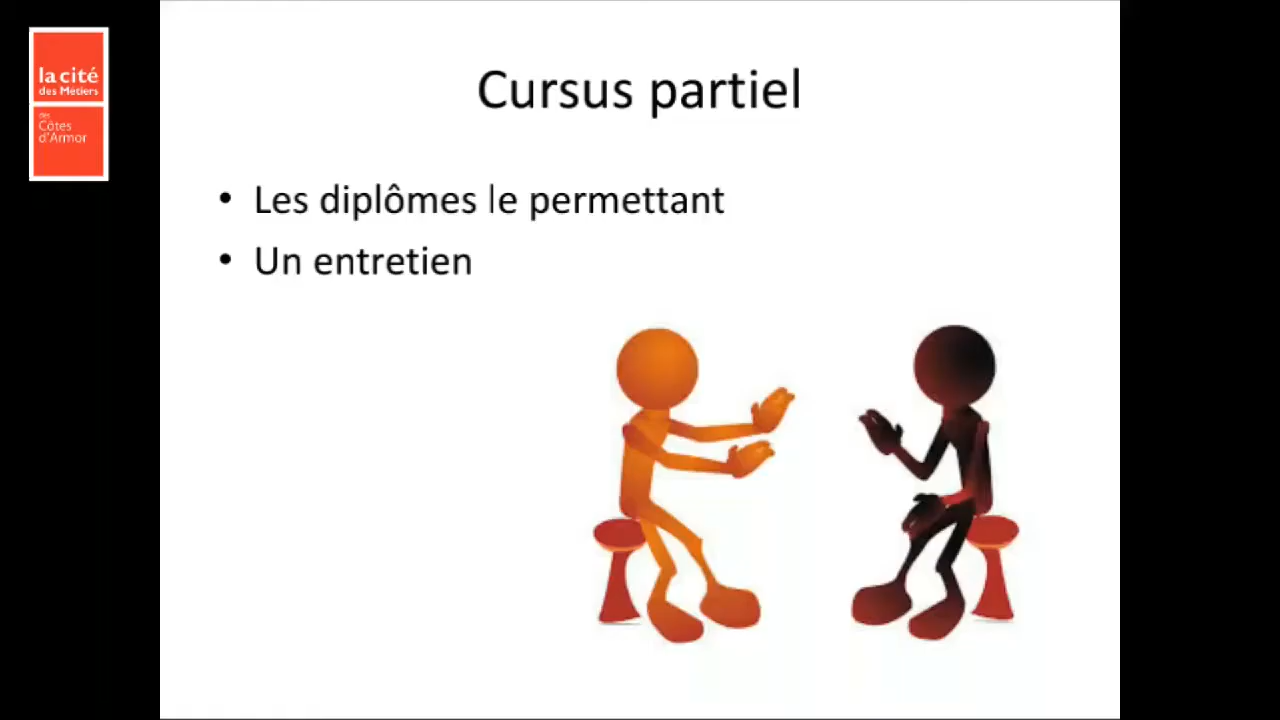 la cité
des Métiers
des
Côtes
d'Armor
Cursus partiel
• Les diplômes le permettant
• Un entretien